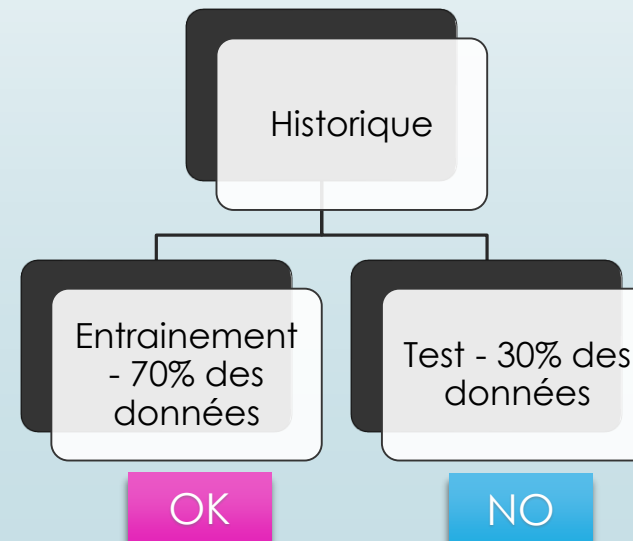 Historique
Entrainement
- 70% des
données
Test - 30% des
données
OK
NO